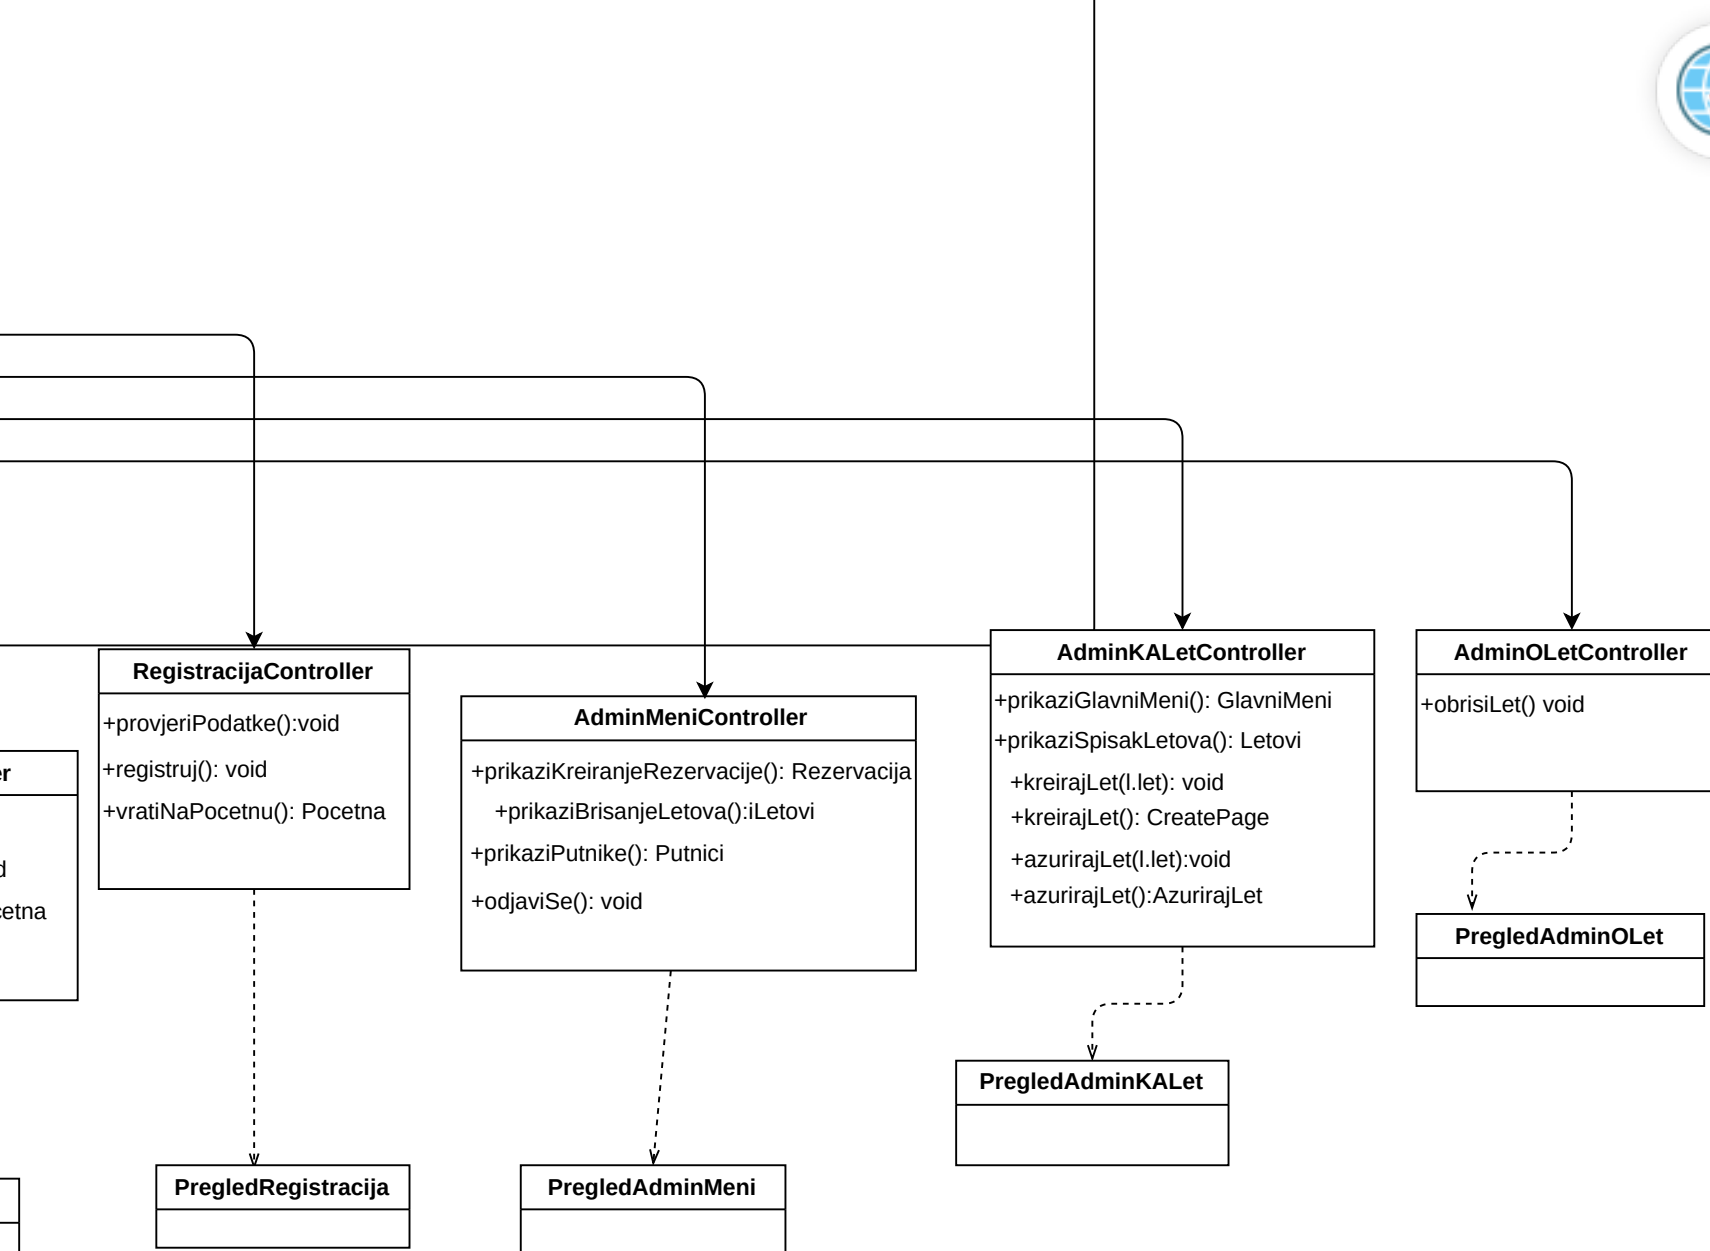 RegistracijaController
+provjeriPodatke():void
+registruj(): void
+vratiNaPocetnu(): Pocetna
AdminMeniController
+prikaziKreiranjeRezervacije(): Rezervacija
+prikaziBrisanjeLetova():iLetovi
+prikaziPutnike(): Putnici
+odjaviSe(): void
AdminKALetController
+prikaziGlavniMeni(): GlavniMeni
+prikaziSpisakLetova(): Letovi
+kreirajLet(l.let): void
+kreirajLet(): CreatePage
+azurirajLet(l.let):void
+azurirajLet():AzurirajLet
AdminOLetController
+obrisiLet() void
PregledAdminOLet
PregledAdminKALet
PregledRegistracija
PregledAdminMeni